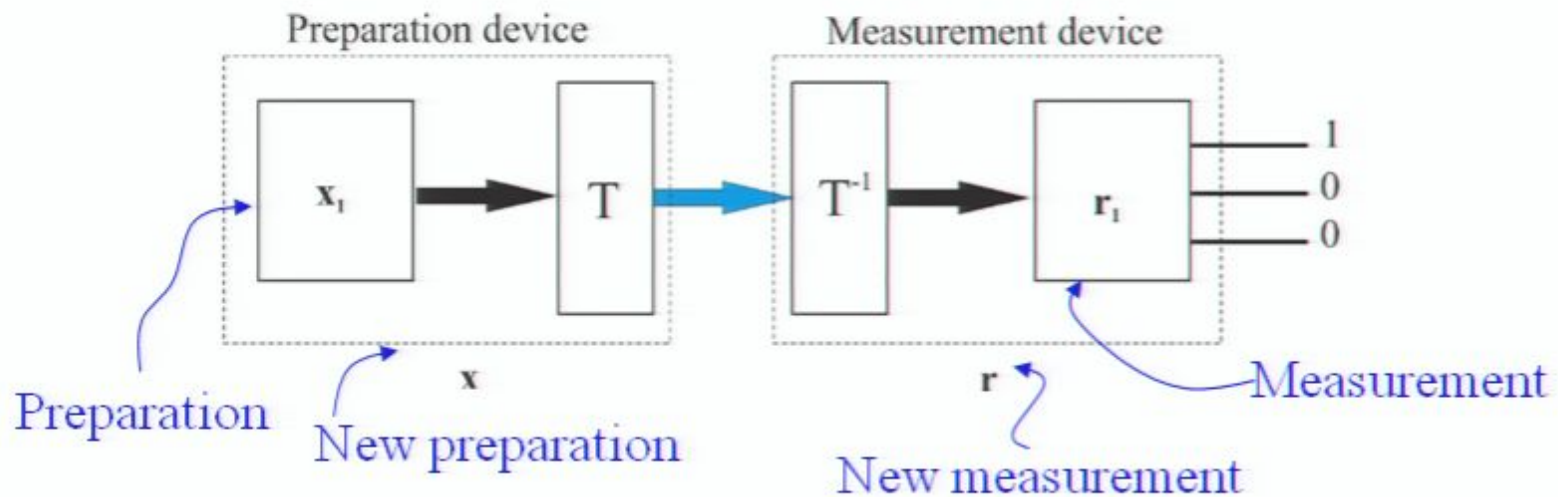 Preparation device
Measurement device
x₁
T
T⁻¹
r₁
1
0
0
x
r
Preparation
New preparation
New measurement
Measurement